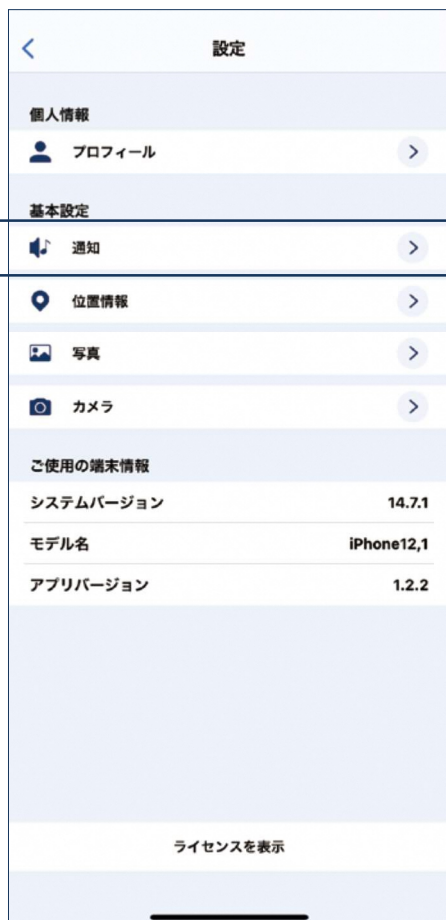 設定
個人情報
プロフィール
基本設定
通知
位置情報
写真
カメラ
ご使用の端末情報
システムバージョン 14.7.1
モデル名 iPhone12,1
アプリバージョン 1.2.2
ライセンスを表示